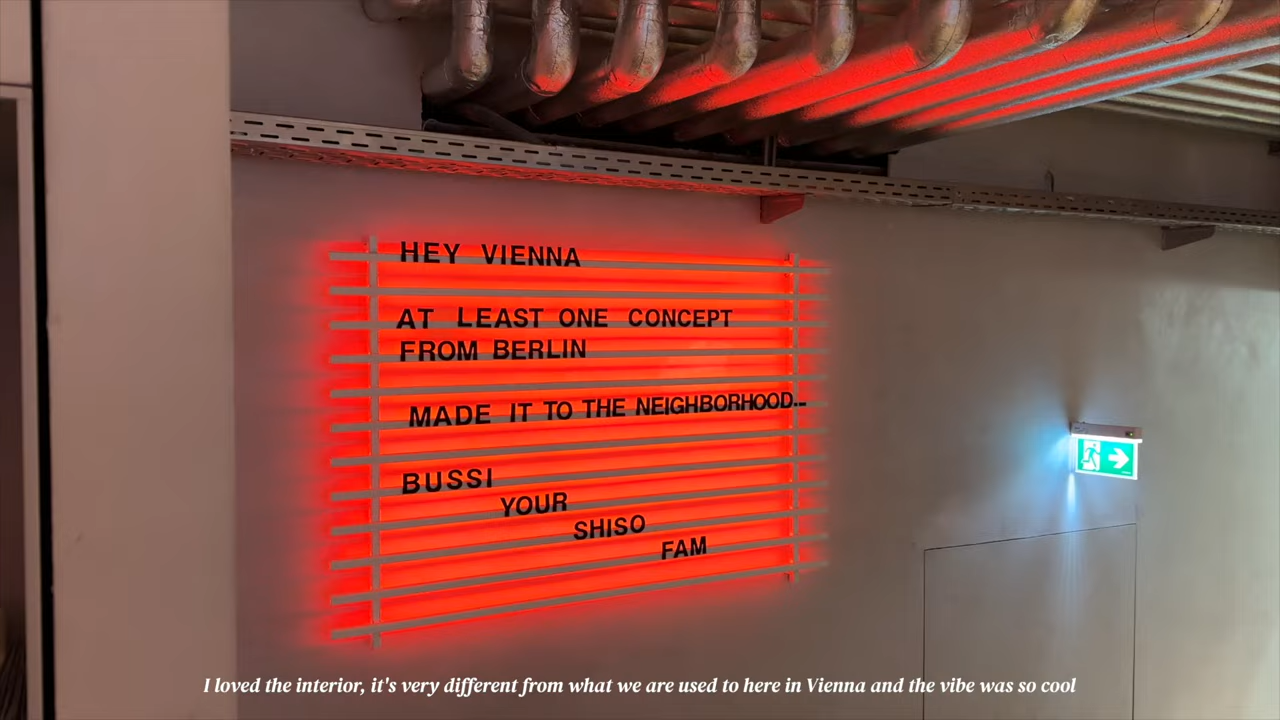 HEY VIENNA
AT LEAST ONE CONCEPT
FROM BERLIN
MADE IT TO THE NEIGHBORHOOD...
BUSSI
YOUR
SHISO
FAM
I loved the interior, it's very different from what we are used to here in Vienna and the vibe was so cool